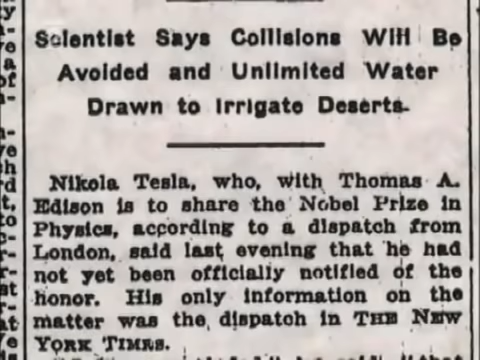 Scientist Says Collisions Will Be
Avoided and Unlimited Water
Drawn to Irrigate Deserts.
Nikola Tesla, who, with Thomas A.
Edison is to share the Nobel Prize in
Physics, according to a dispatch from
London, said last evening that he had
not yet been officially notified of the
honor. His only information on the
matter was the dispatch in THE NEW
YORK TIMES.